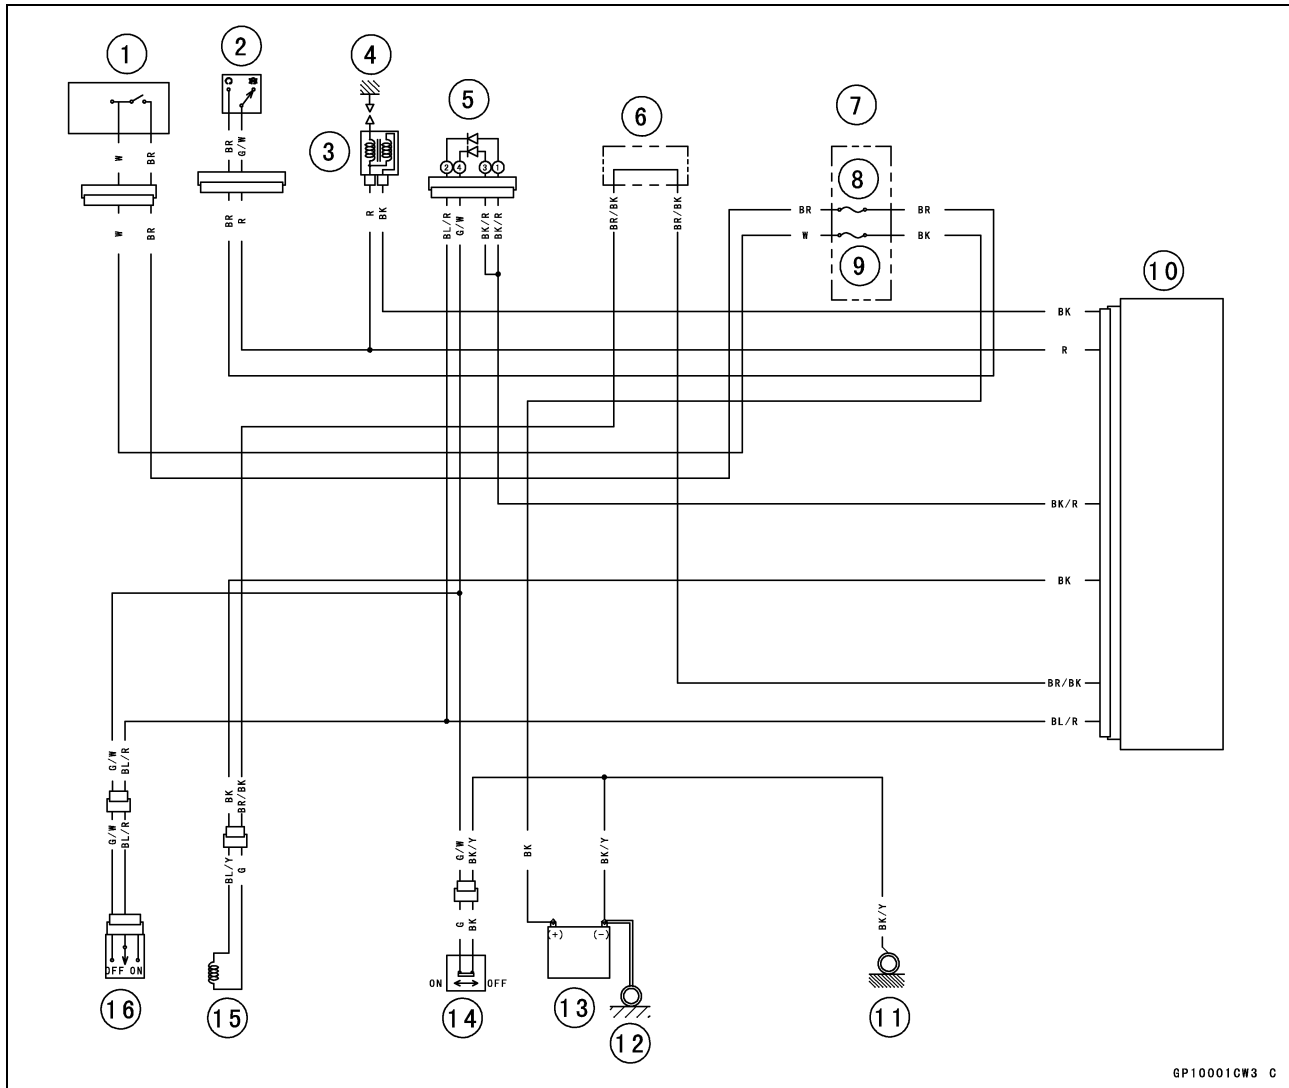 1
2
4
5
6
7
3
8
9
10
2 4 3 1
BR
G/W
W
BR
BR
R
W
BR
R
BK
BL/R
G/W
BK/R
BK/R
BR/BK
BR/BK
BR
BR
W
BK
BK
R
BK/R
BK
BR/BK
BL/R
G/W
BL/R
BK
BR/BK
G/W
BL/R
BL/Y
G
G/W
BK/Y
BK
BK/Y
BK/Y
G
BK
(+)
(-)
OFF ON
ON
OFF
16
15
14
13
12
11
GP10001CW3 C